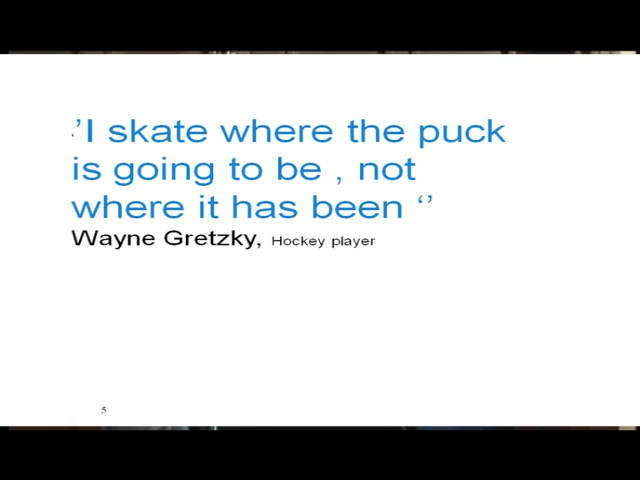 ‘’I skate where the puck
is going to be , not
where it has been ‘’
Wayne Gretzky, Hockey player
5